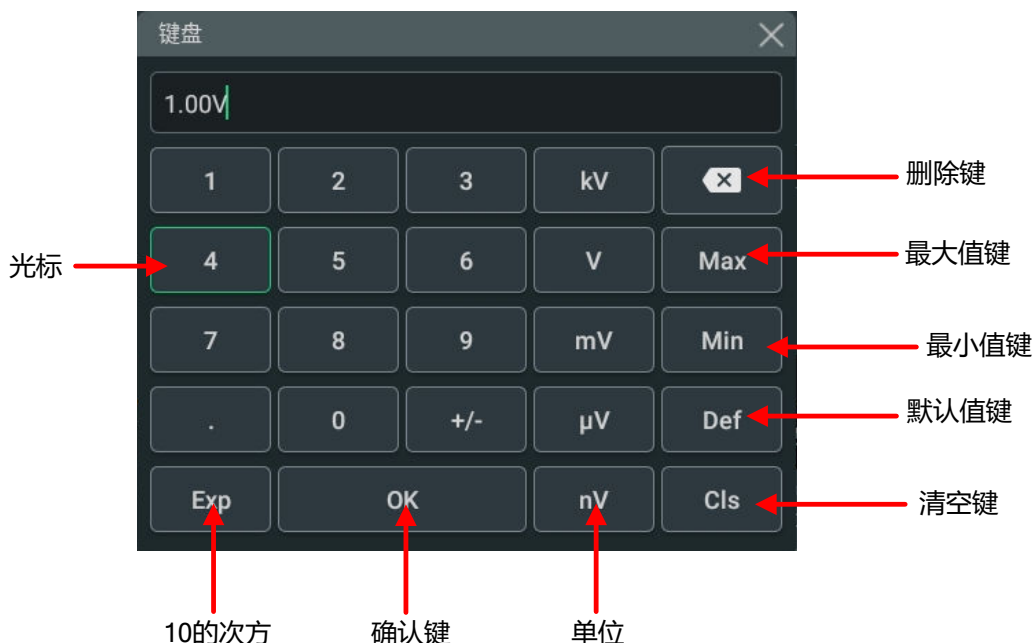 键盘
1.00V
1 2 3 kV 删除键
光标 4 5 6 V Max 最大值键
7 8 9 mV Min 最小值键
. 0 +/- μV Def 默认值键
Exp OK nV Cls 清空键
10的次方 确认键 单位